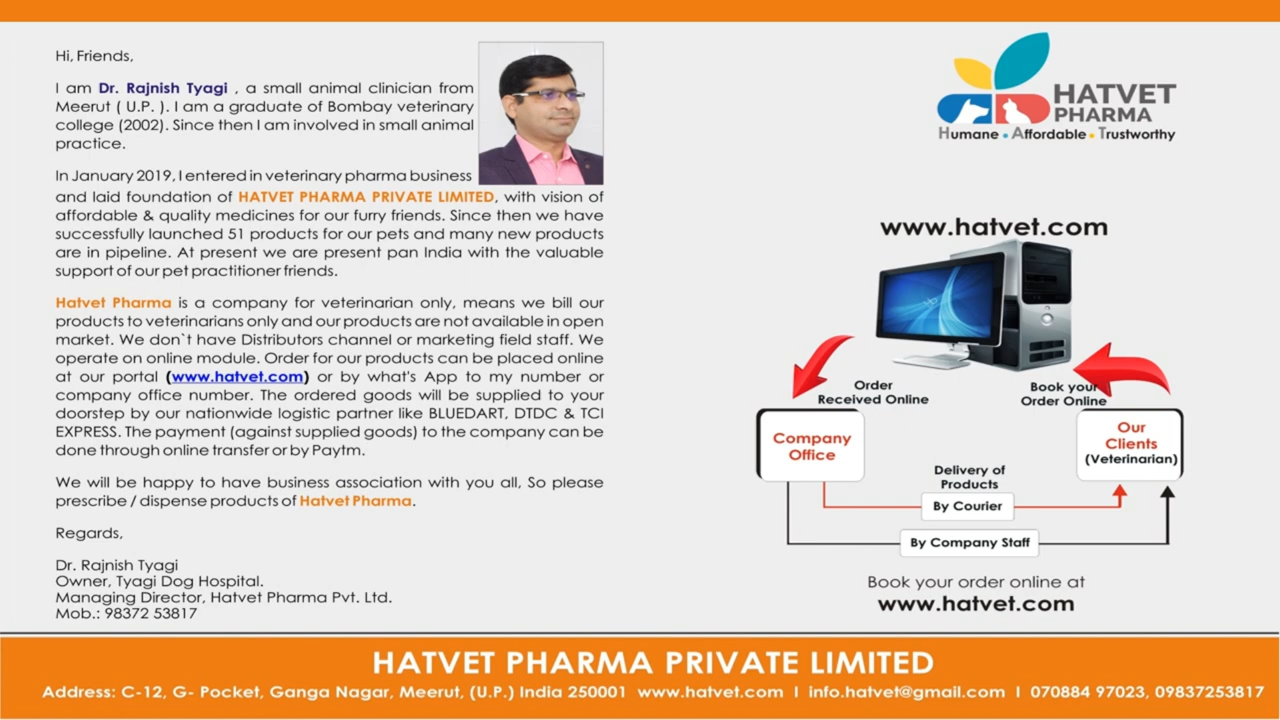 Hi, Friends,
I am Dr. Rajnish Tyagi , a small animal clinician from
Meerut ( U.P. ). I am a graduate of Bombay veterinary
college (2002). Since then I am involved in small animal
practice.
In January 2019, I entered in veterinary pharma business
and laid foundation of HATVET PHARMA PRIVATE LIMITED, with vision of
affordable & quality medicines for our furry friends. Since then we have
successfully launched 51 products for our pets and many new products
are in pipeline. At present we are present pan India with the valuable
support of our pet practitioner friends.
Hatvet Pharma is a company for veterinarian only, means we bill our
products to veterinarians only and our products are not available in open
market. We don`t have Distributors channel or marketing field staff. We
operate on online module. Order for our products can be placed online
at our portal (www.hatvet.com) or by what's App to my number or
company office number. The ordered goods will be supplied to your
doorstep by our nationwide logistic partner like BLUEDART, DTDC & TCI
EXPRESS. The payment (against supplied goods) to the company can be
done through online transfer or by Paytm.
We will be happy to have business association with you all, So please
prescribe / dispense products of Hatvet Pharma.
Regards,
Dr. Rajnish Tyagi
Owner, Tyagi Dog Hospital.
Managing Director, Hatvet Pharma Pvt. Ltd.
Mob.: 98372 53817
HATVET
PHARMA
Humane • Affordable • Trustworthy
www.hatvet.com
Order
Received Online
Book your
Order Online
Company
Office
Our
Clients
(Veterinarian)
Delivery of
Products
By Courier
By Company Staff
Book your order online at
www.hatvet.com
HATVET PHARMA PRIVATE LIMITED
Address: C-12, G- Pocket, Ganga Nagar, Meerut, (U.P.) India 250001 www.hatvet.com I info.hatvet@gmail.com I 070884 97023, 09837253817